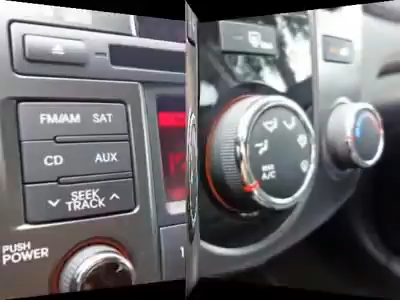 FM/AM SAT
CD AUX
SEEK
TRACK
PUSH
POWER
A/C